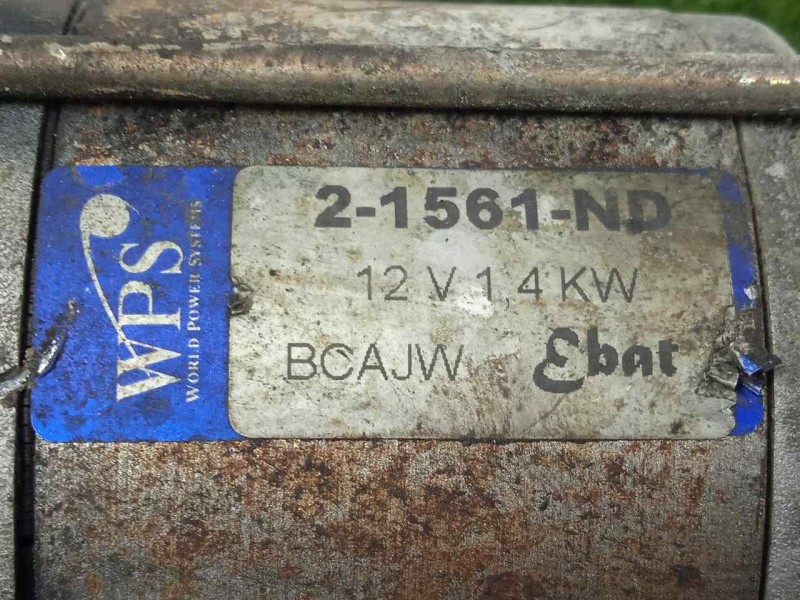 WPS
WORLD POWER SYSTEMS
2-1561-ND
12 V 1,4 KW
BCAJW Ebat